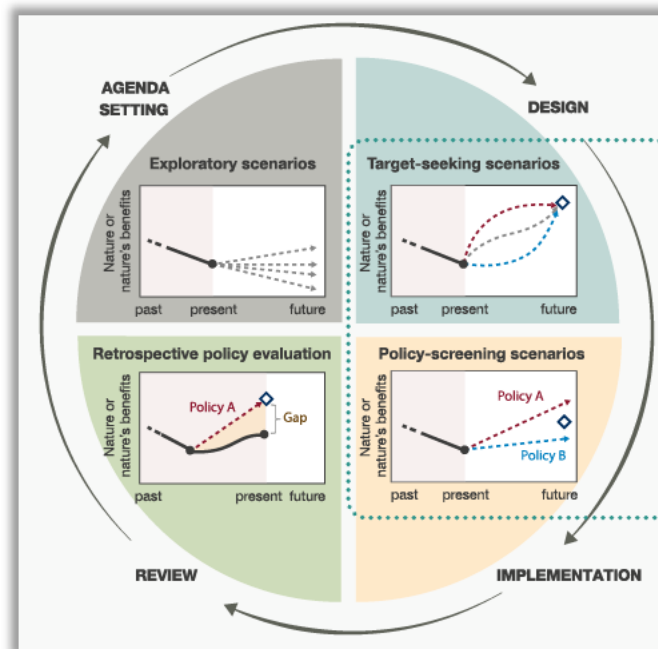 AGENDA
SETTING
DESIGN
Exploratory scenarios
Nature or
nature's benefits
past present future
Target-seeking scenarios
Nature or
nature's benefits
past present future
Retrospective policy evaluation
Nature or
nature's benefits
Policy A
Gap
past present future
Policy-screening scenarios
Nature or
nature's benefits
Policy A
Policy B
past present future
REVIEW
IMPLEMENTATION